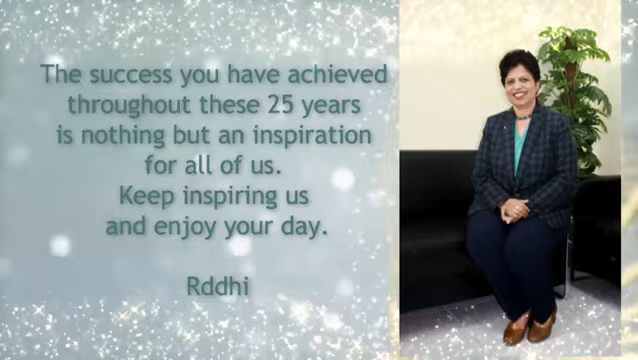 The success you have achieved
throughout these 25 years
is nothing but an inspiration
for all of us.
Keep inspiring us
and enjoy your day.
Rddhi